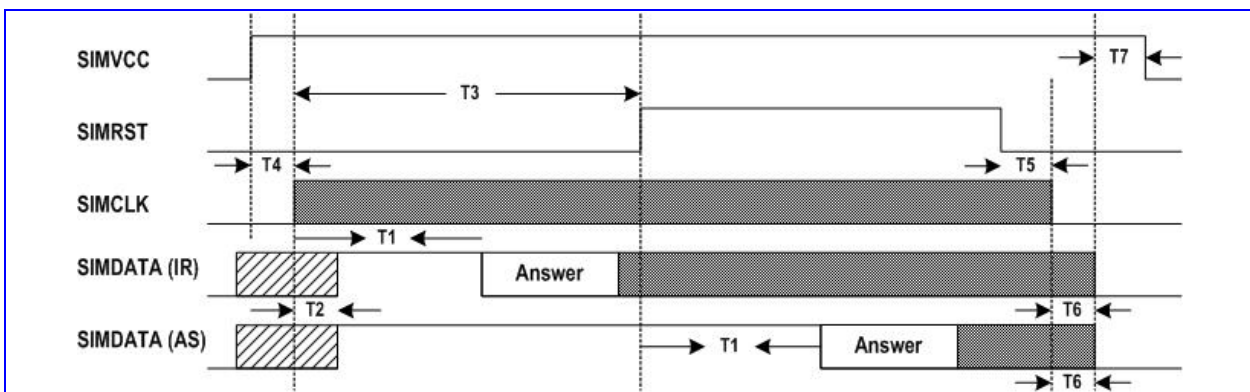 SIMVCC
T7
T3
SIMRST
T4
T5
SIMCLK
T1
SIMDATA (IR)
Answer
T2
T6
SIMDATA (AS)
T1
Answer
T6